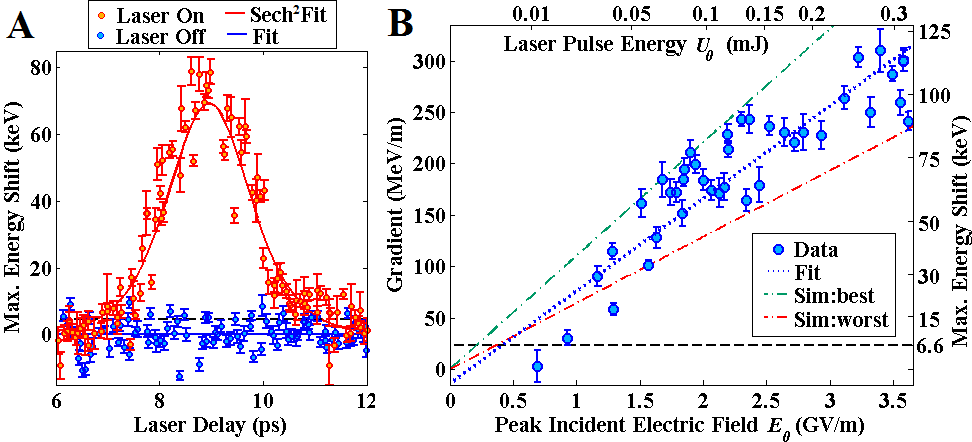 A
Laser On
Sech²Fit
Laser Off
Fit
Max. Energy Shift (keV)
80
60
40
20
0
6
8
10
12
Laser Delay (ps)
B
0.01
0.05
0.1
0.15
0.2
0.3
Laser Pulse Energy U₀ (mJ)
Gradient (MeV/m)
300
250
200
150
100
50
0
125
100
75
50
30
15
6.6
Max. Energy Shift (keV)
Data
Fit
Sim:best
Sim:worst
0
0.5
1
1.5
2
2.5
3
3.5
Peak Incident Electric Field E₀ (GV/m)